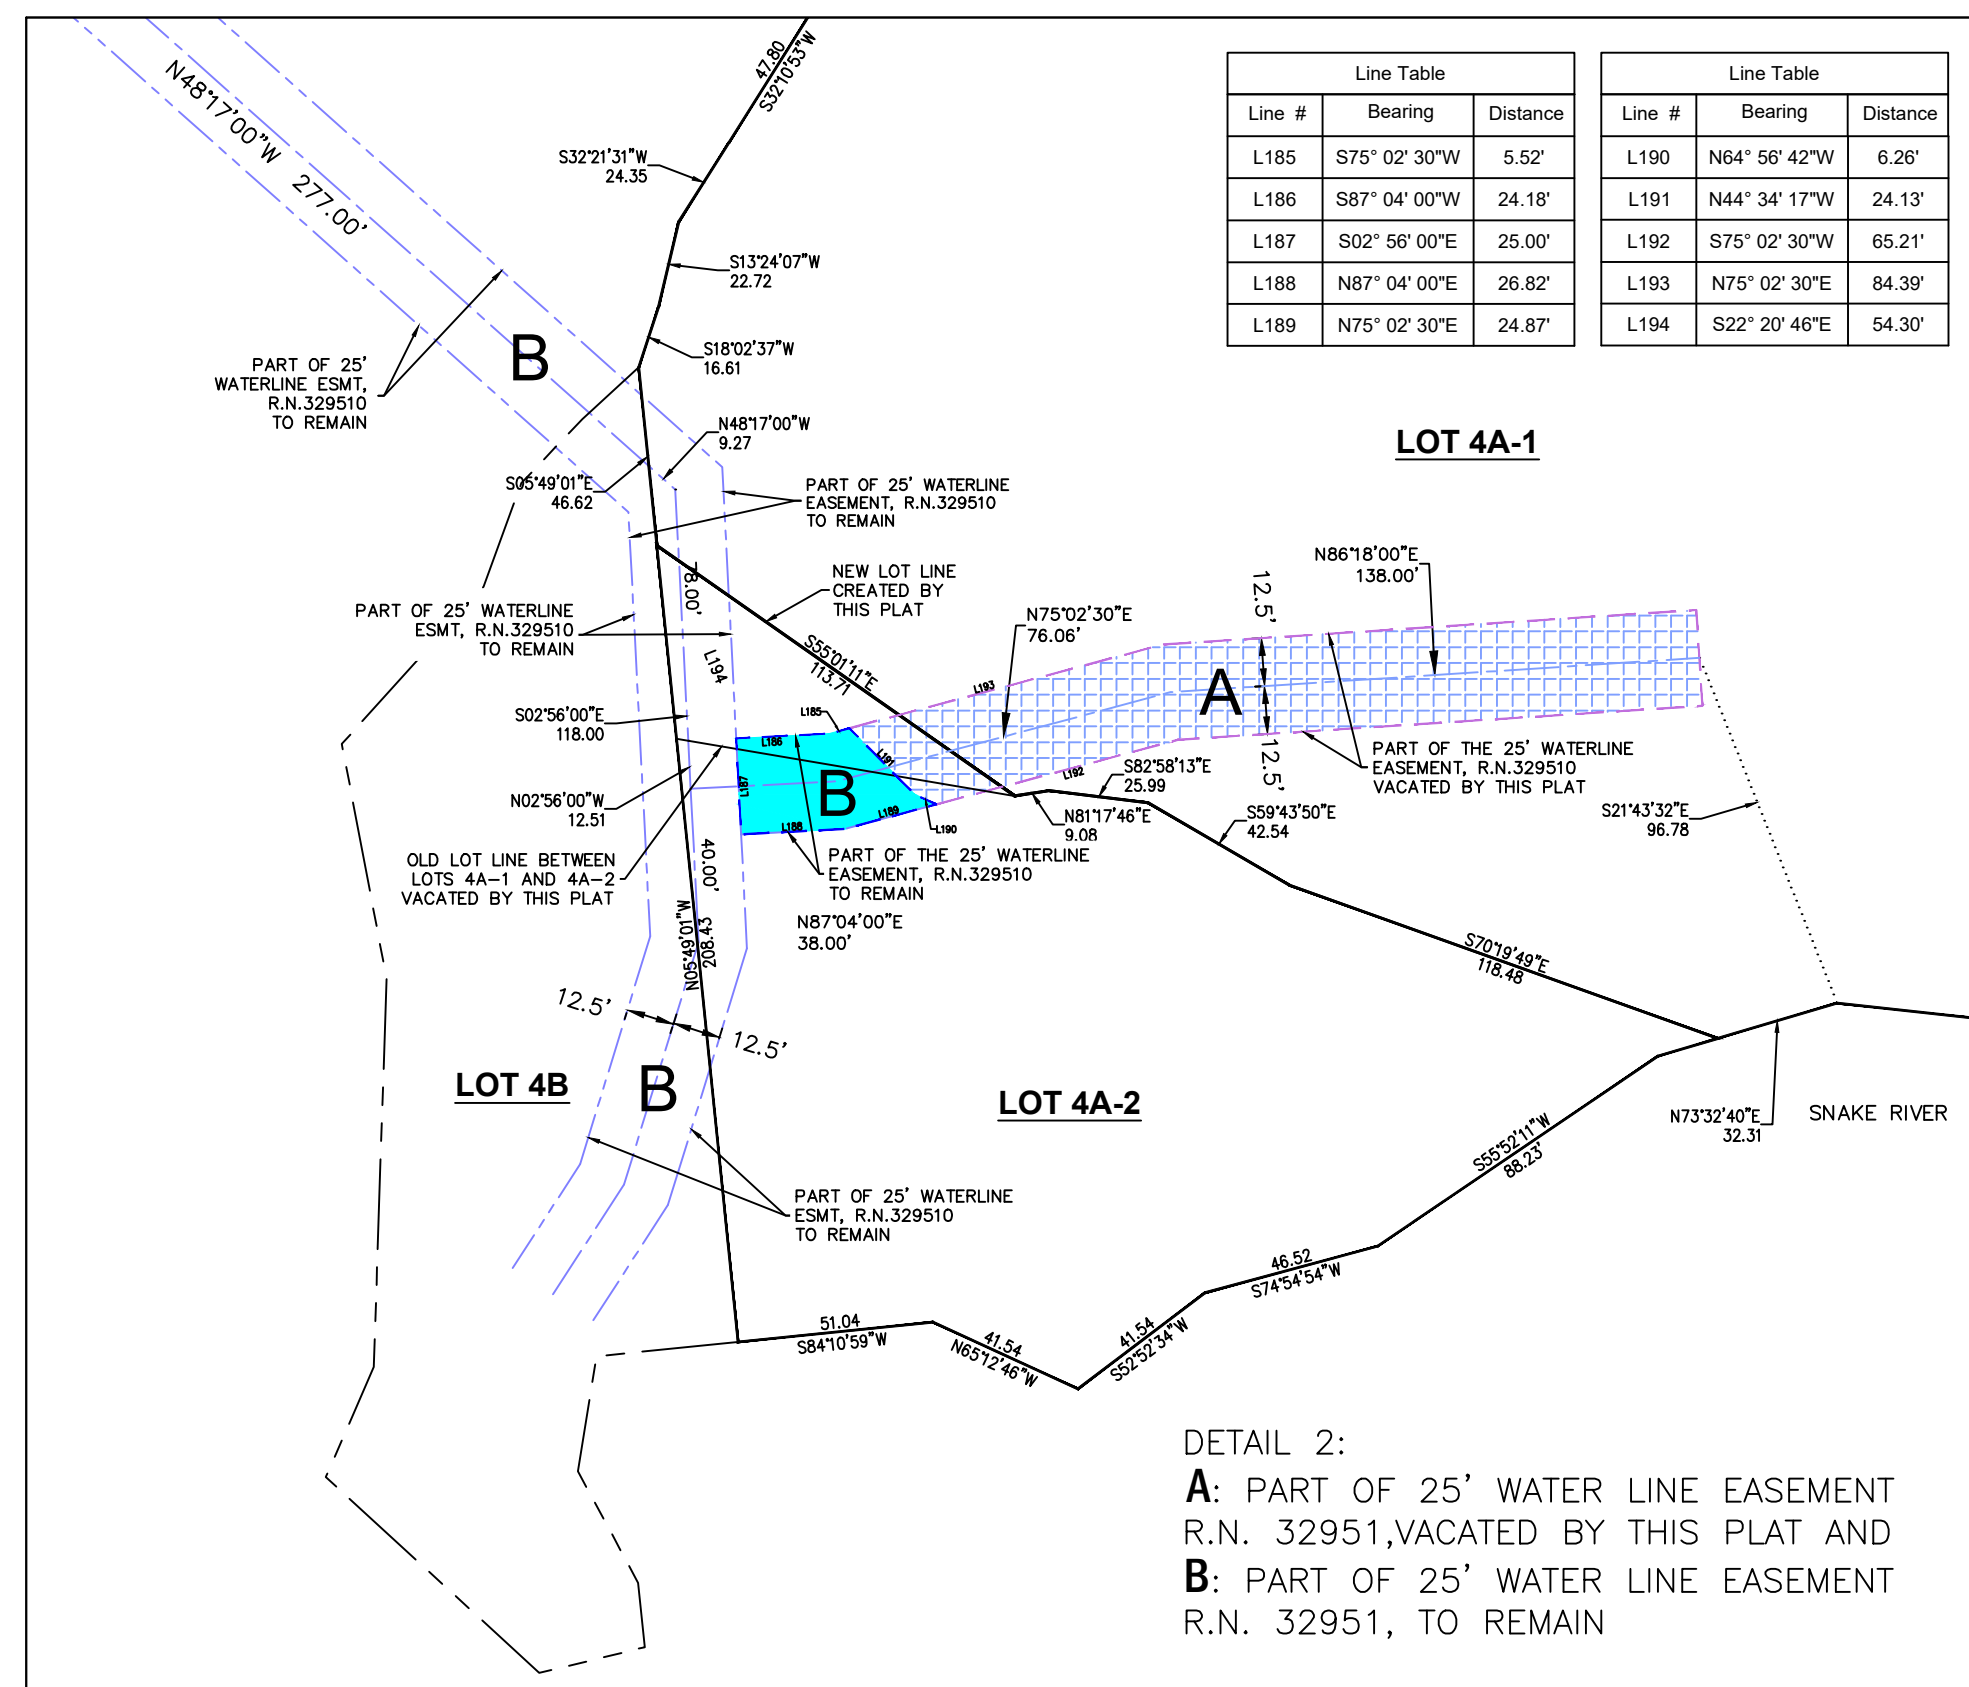 47.80
S32°10'53"W
Line Table
Line # Bearing Distance
L185 S75° 02' 30"W 5.52'
L186 S87° 04' 00"W 24.18'
L187 S02° 56' 00"E 25.00'
L188 N87° 04' 00"E 26.82'
L189 N75° 02' 30"E 24.87'
Line Table
Line # Bearing Distance
L190 N64° 56' 42"W 6.26'
L191 N44° 34' 17"W 24.13'
L192 S75° 02' 30"W 65.21'
L193 N75° 02' 30"E 84.39'
L194 S22° 20' 46"E 54.30'
N48°17'00"W 277.00'
S32°21'31"W
24.35
S13°24'07"W
22.72
S18°02'37"W
16.61
B
PART OF 25'
WATERLINE ESMT,
R.N.329510
TO REMAIN
N48°17'00"W
9.27
LOT 4A-1
S05°49'01"E
46.62
PART OF 25' WATERLINE
EASEMENT, R.N.329510
TO REMAIN
NEW LOT LINE
CREATED BY
THIS PLAT
78.00'
PART OF 25' WATERLINE
ESMT, R.N.329510
TO REMAIN
L194
S55°01'11"E
113.71
N75°02'30"E
76.06'
12.5'
N86°18'00"E
138.00'
L193
A
12.5'
S02°56'00"E
118.00
L185
L186
L191
L187
B
L192
L188
L189
L190
S82°58'13"E
25.99
PART OF THE 25' WATERLINE
EASEMENT, R.N.329510
VACATED BY THIS PLAT
N02°56'00"W
12.51
N81°17'46"E
9.08
S59°43'50"E
42.54
S21°43'32"E
96.78
OLD LOT LINE BETWEEN
LOTS 4A-1 AND 4A-2
VACATED BY THIS PLAT
40.00'
PART OF THE 25' WATERLINE
EASEMENT, R.N.329510
TO REMAIN
N87°04'00"E
38.00'
N05°49'01"W
208.43
S70°19'49"E
118.48
12.5'
12.5'
LOT 4B
B
LOT 4A-2
N73°32'40"E
32.31
SNAKE RIVER
S55°52'11"W
88.23'
PART OF 25' WATERLINE
ESMT, R.N.329510
TO REMAIN
46.52
S74°54'54"W
51.04
S84°10'59"W
41.54
N65°12'46"W
41.54
S52°52'34"W
DETAIL 2:
A: PART OF 25' WATER LINE EASEMENT
R.N. 32951,VACATED BY THIS PLAT AND
B: PART OF 25' WATER LINE EASEMENT
R.N. 32951, TO REMAIN